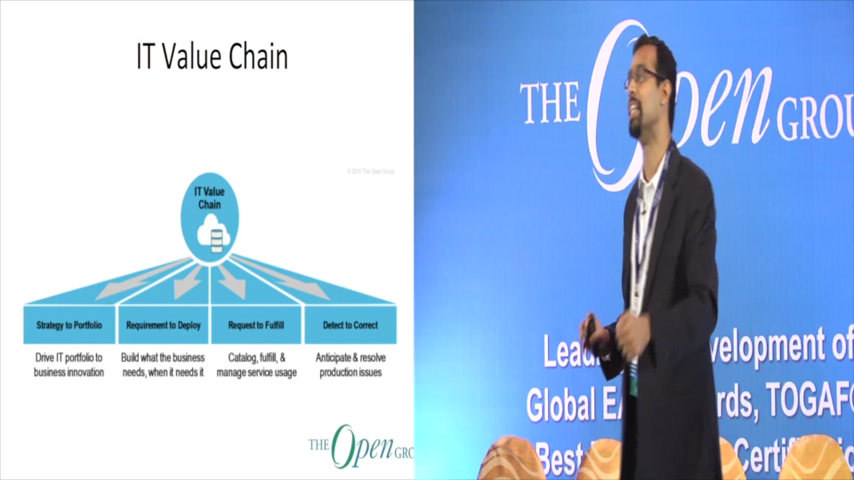 IT Value Chain
© 2015 The Open Group
IT Value
Chain
Strategy to Portfolio
Requirement to Deploy
Request to Fulfill
Detect to Correct
Drive IT portfolio to
business innovation
Build what the business
needs, when it needs it
Catalog, fulfill, &
manage service usage
Anticipate & resolve
production issues
THE Open GRO
THE Open GROU
Lead velopment of
Global EA rds, TOGAF®
Best Certifi